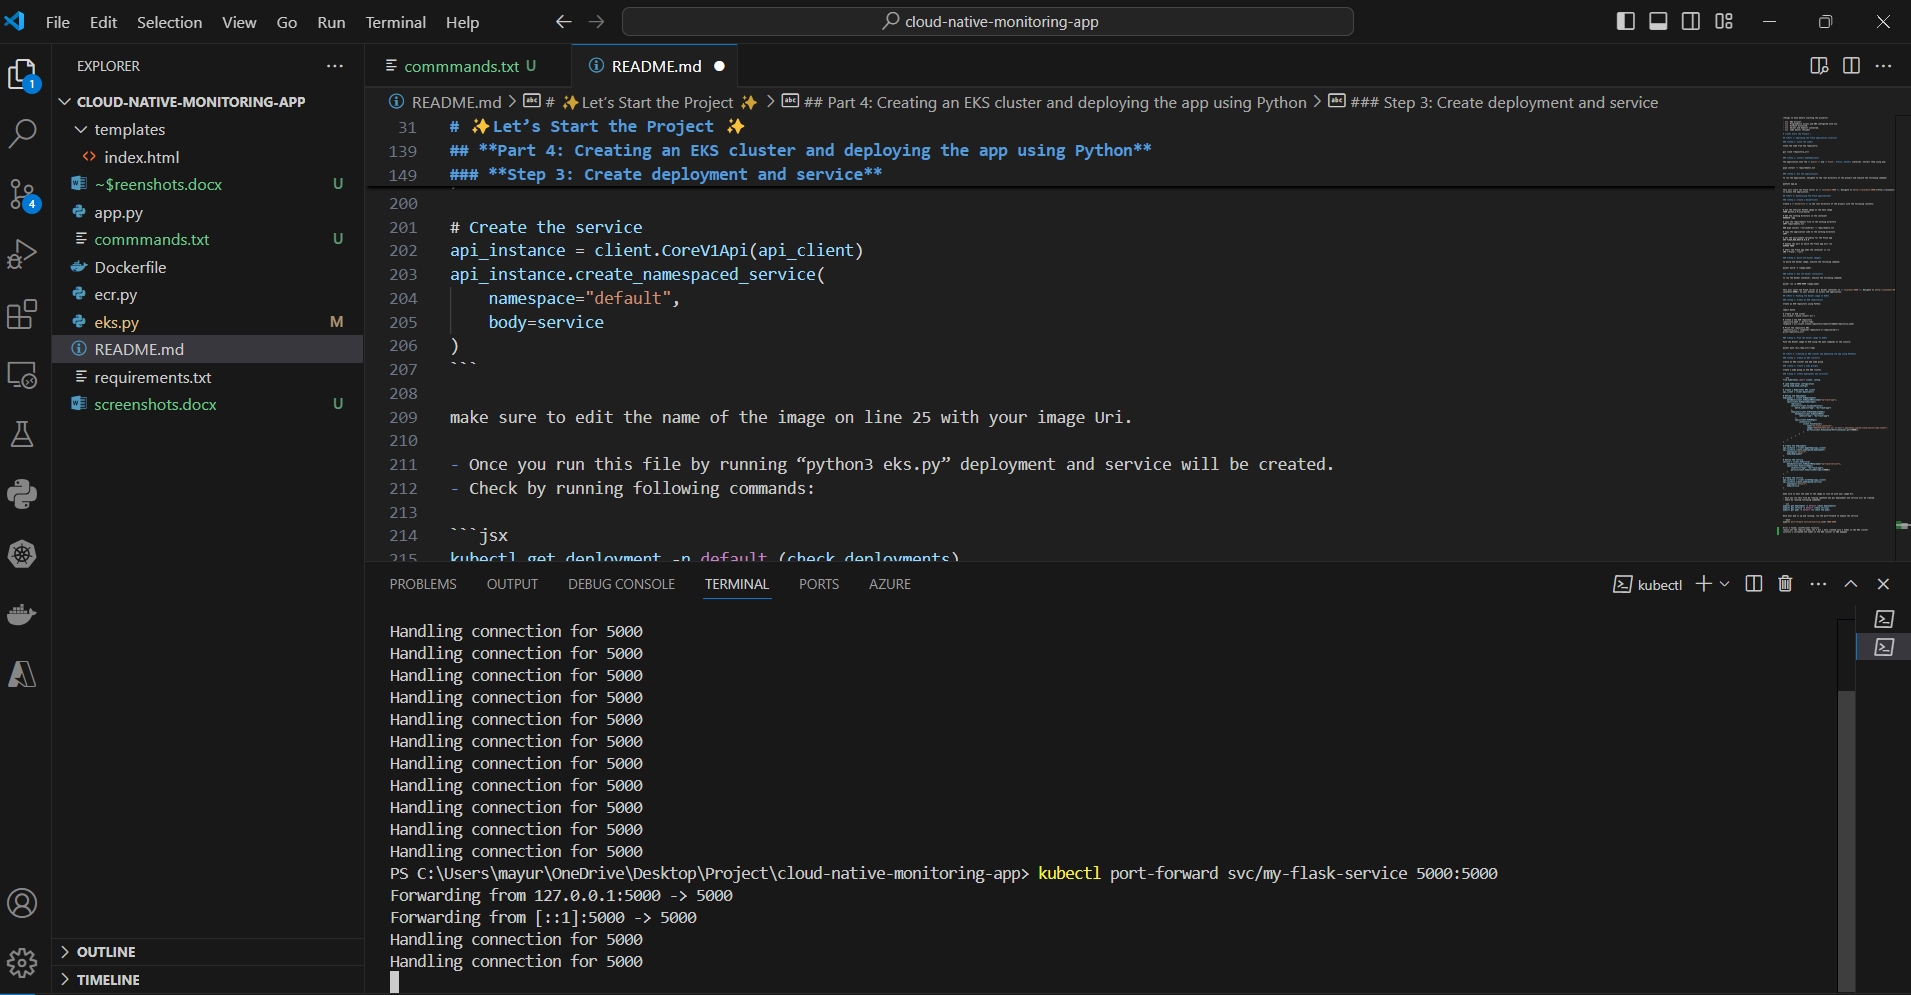 File Edit Selection View Go Run Terminal Help
cloud-native-monitoring-app
EXPLORER
CLOUD-NATIVE-MONITORING-APP
templates
index.html
~$reenshots.docx U
app.py
commmands.txt U
Dockerfile
ecr.py
eks.py M
README.md
requirements.txt
screenshots.docx U
OUTLINE
TIMELINE
1
4
commmands.txt U
README.md
README.md > # ✨Let’s Start the Project ✨ > ## Part 4: Creating an EKS cluster and deploying the app using Python > ### Step 3: Create deployment and service
31 # ✨Let’s Start the Project ✨
139 ## **Part 4: Creating an EKS cluster and deploying the app using Python**
149 ### **Step 3: Create deployment and service**
200
201 # Create the service
202 api_instance = client.CoreV1Api(api_client)
203 api_instance.create_namespaced_service(
204 namespace="default",
205 body=service
206 )
207 ```
208
209 make sure to edit the name of the image on line 25 with your image Uri.
210
211 - Once you run this file by running “python3 eks.py” deployment and service will be created.
212 - Check by running following commands:
213
214 ```jsx
215 kubectl get deployment -n default (check deployments)
PROBLEMS OUTPUT DEBUG CONSOLE TERMINAL PORTS AZURE
kubectl
Handling connection for 5000
Handling connection for 5000
Handling connection for 5000
Handling connection for 5000
Handling connection for 5000
Handling connection for 5000
Handling connection for 5000
Handling connection for 5000
Handling connection for 5000
Handling connection for 5000
Handling connection for 5000
PS C:\Users\mayur\OneDrive\Desktop\Project\cloud-native-monitoring-app> kubectl port-forward svc/my-flask-service 5000:5000
Forwarding from 127.0.0.1:5000 -> 5000
Forwarding from [::1]:5000 -> 5000
Handling connection for 5000
Handling connection for 5000